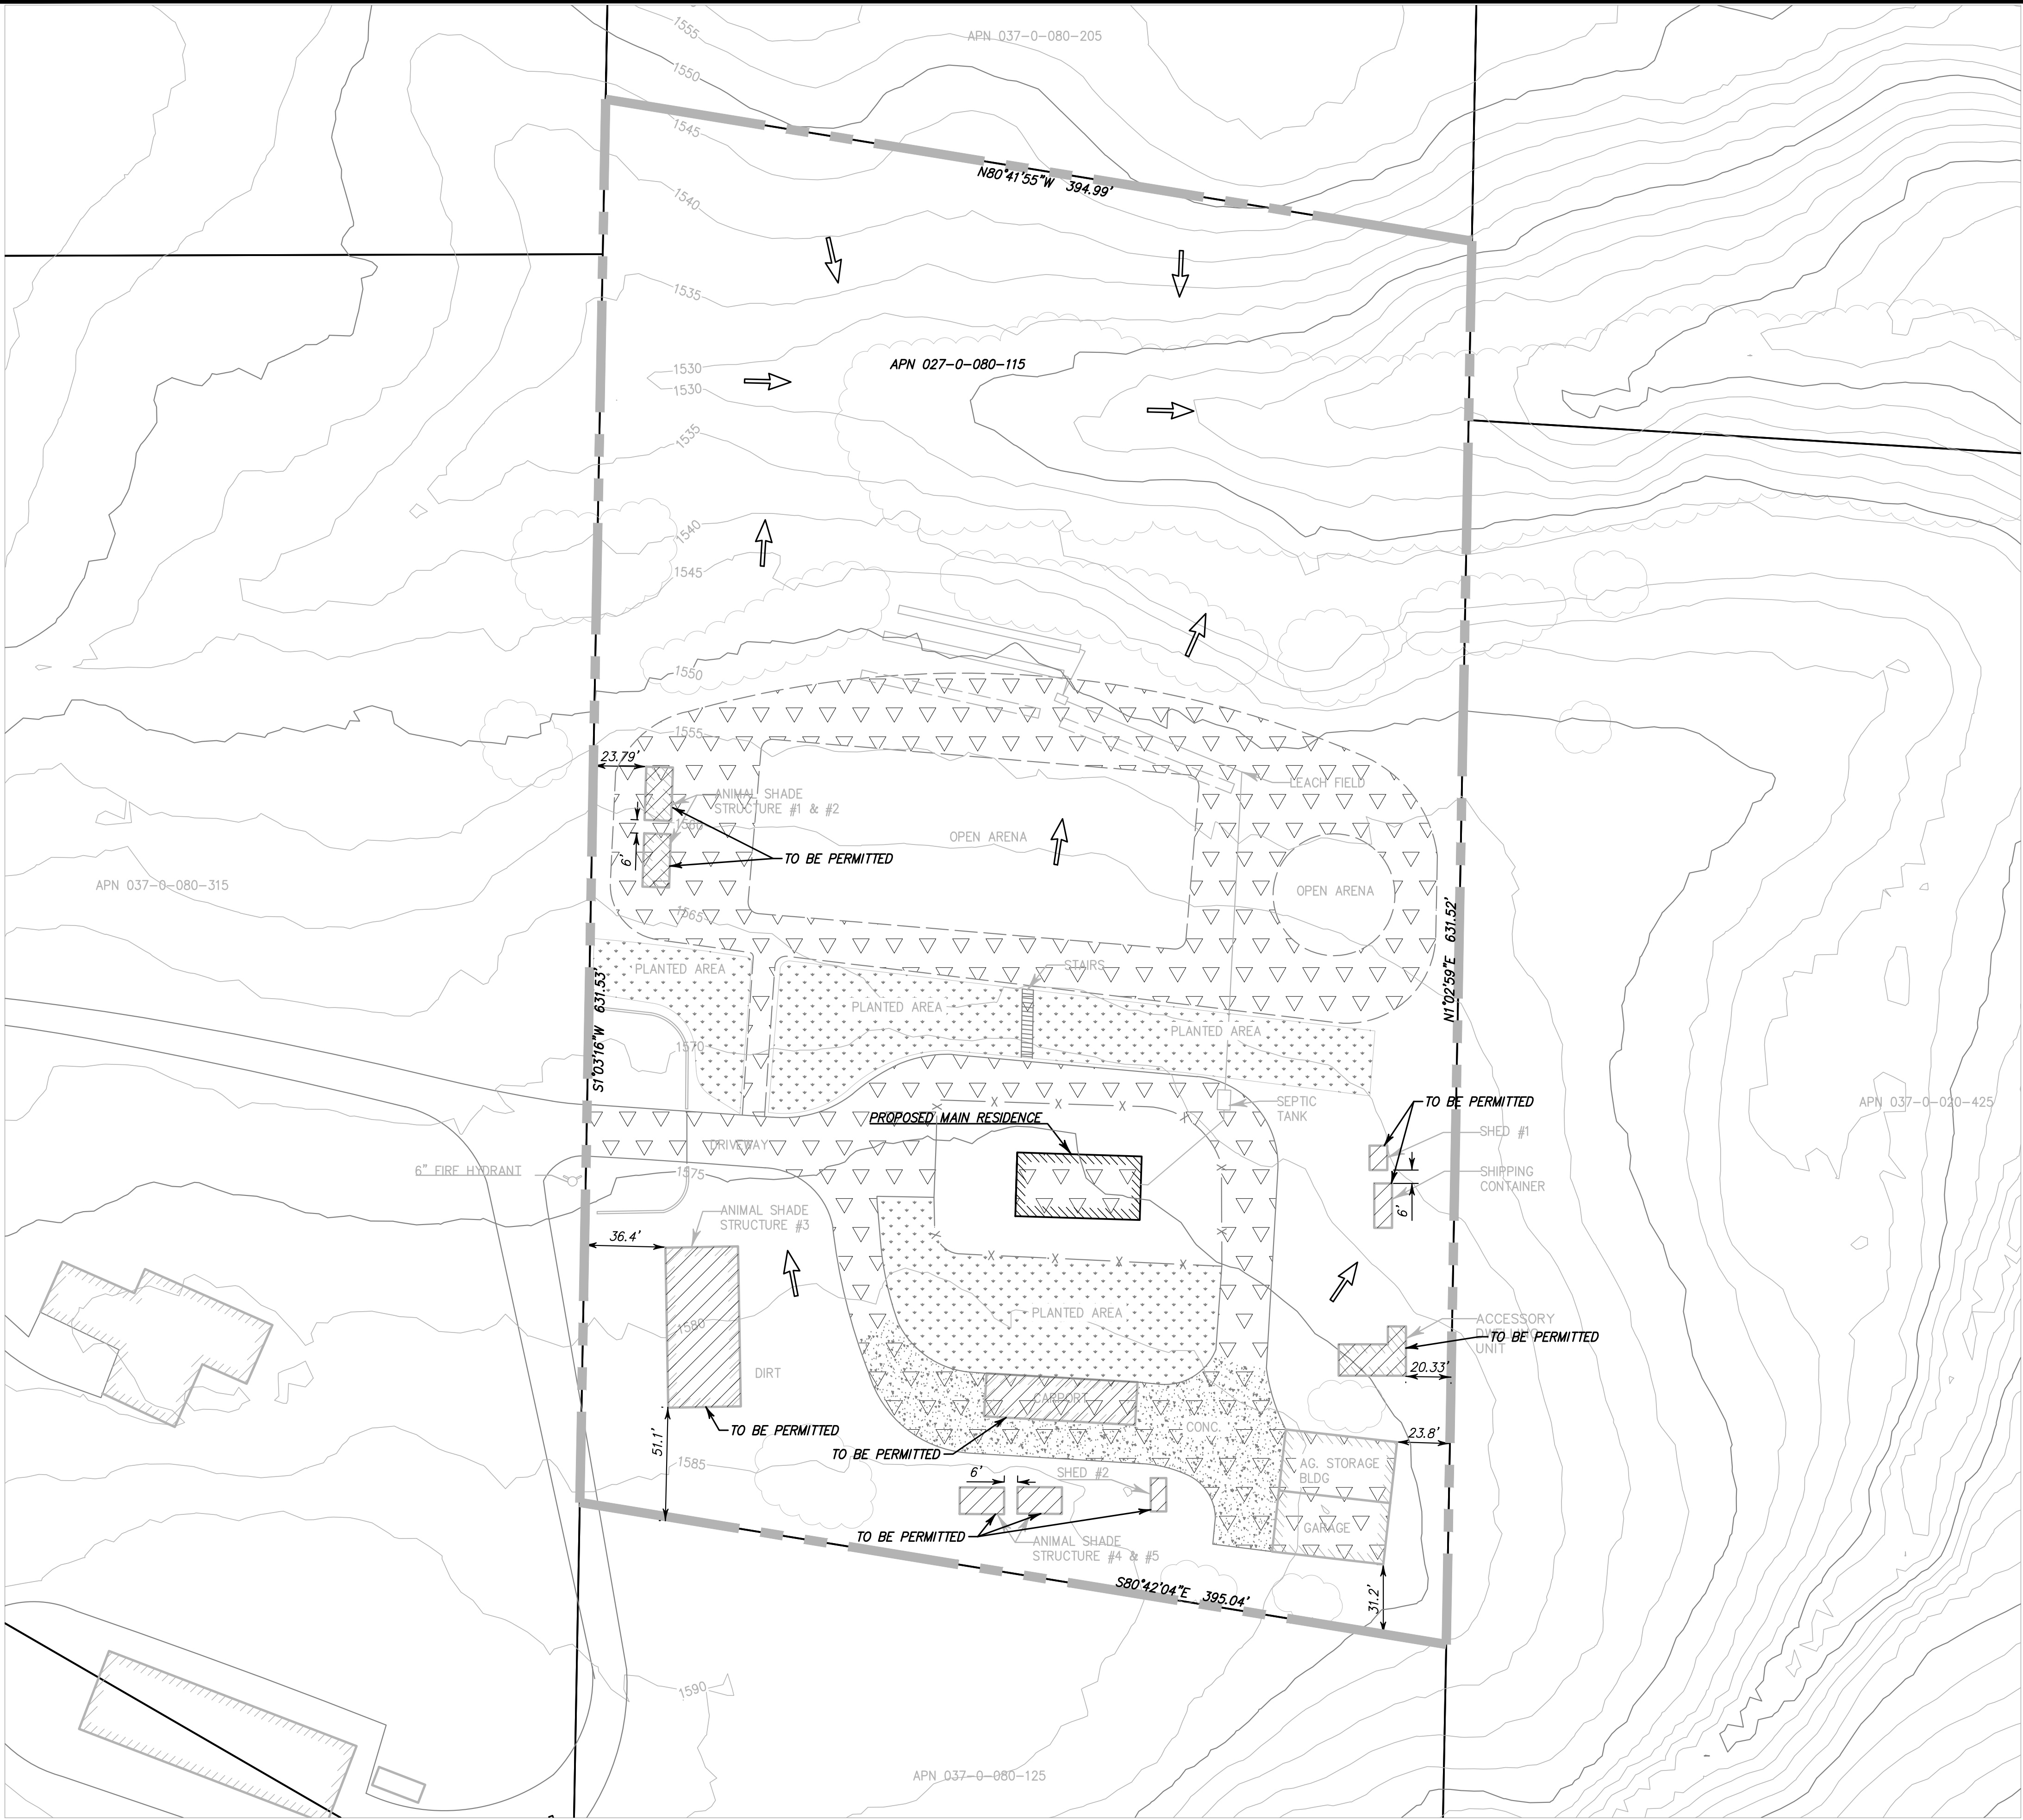 1555
APN 037-0-080-205
1550
1545
N80°41'55"W 394.99'
1540
1535
APN 027-0-080-115
1530
1530
1535
1540
1545
1550
1555
23.79'
LEACH FIELD
ANIMAL SHADE
STRUCTURE #1 & #2
1560
OPEN ARENA
6'
TO BE PERMITTED
APN 037-0-080-315
OPEN ARENA
1565
N1°02'59"E 631.52'
PLANTED AREA
STAIRS
S1°03'16"W 631.53'
PLANTED AREA
PLANTED AREA
1570
SEPTIC
TANK
TO BE PERMITTED
APN 037-0-020-425
PROPOSED MAIN RESIDENCE
SHED #1
DRIVEWAY
6" FIRE HYDRANT
1575
SHIPPING
CONTAINER
6'
ANIMAL SHADE
STRUCTURE #3
36.4'
PLANTED AREA
1580
ACCESSORY
DWELLING
UNIT
TO BE PERMITTED
20.33'
DIRT
CARPORT
CONC.
TO BE PERMITTED
23.8'
51.1'
TO BE PERMITTED
1585
AG. STORAGE
BLDG
6'
SHED #2
GARAGE
TO BE PERMITTED
ANIMAL SHADE
STRUCTURE #4 & #5
S80°42'04"E 395.04'
31.2'
1590
APN 037-0-080-125